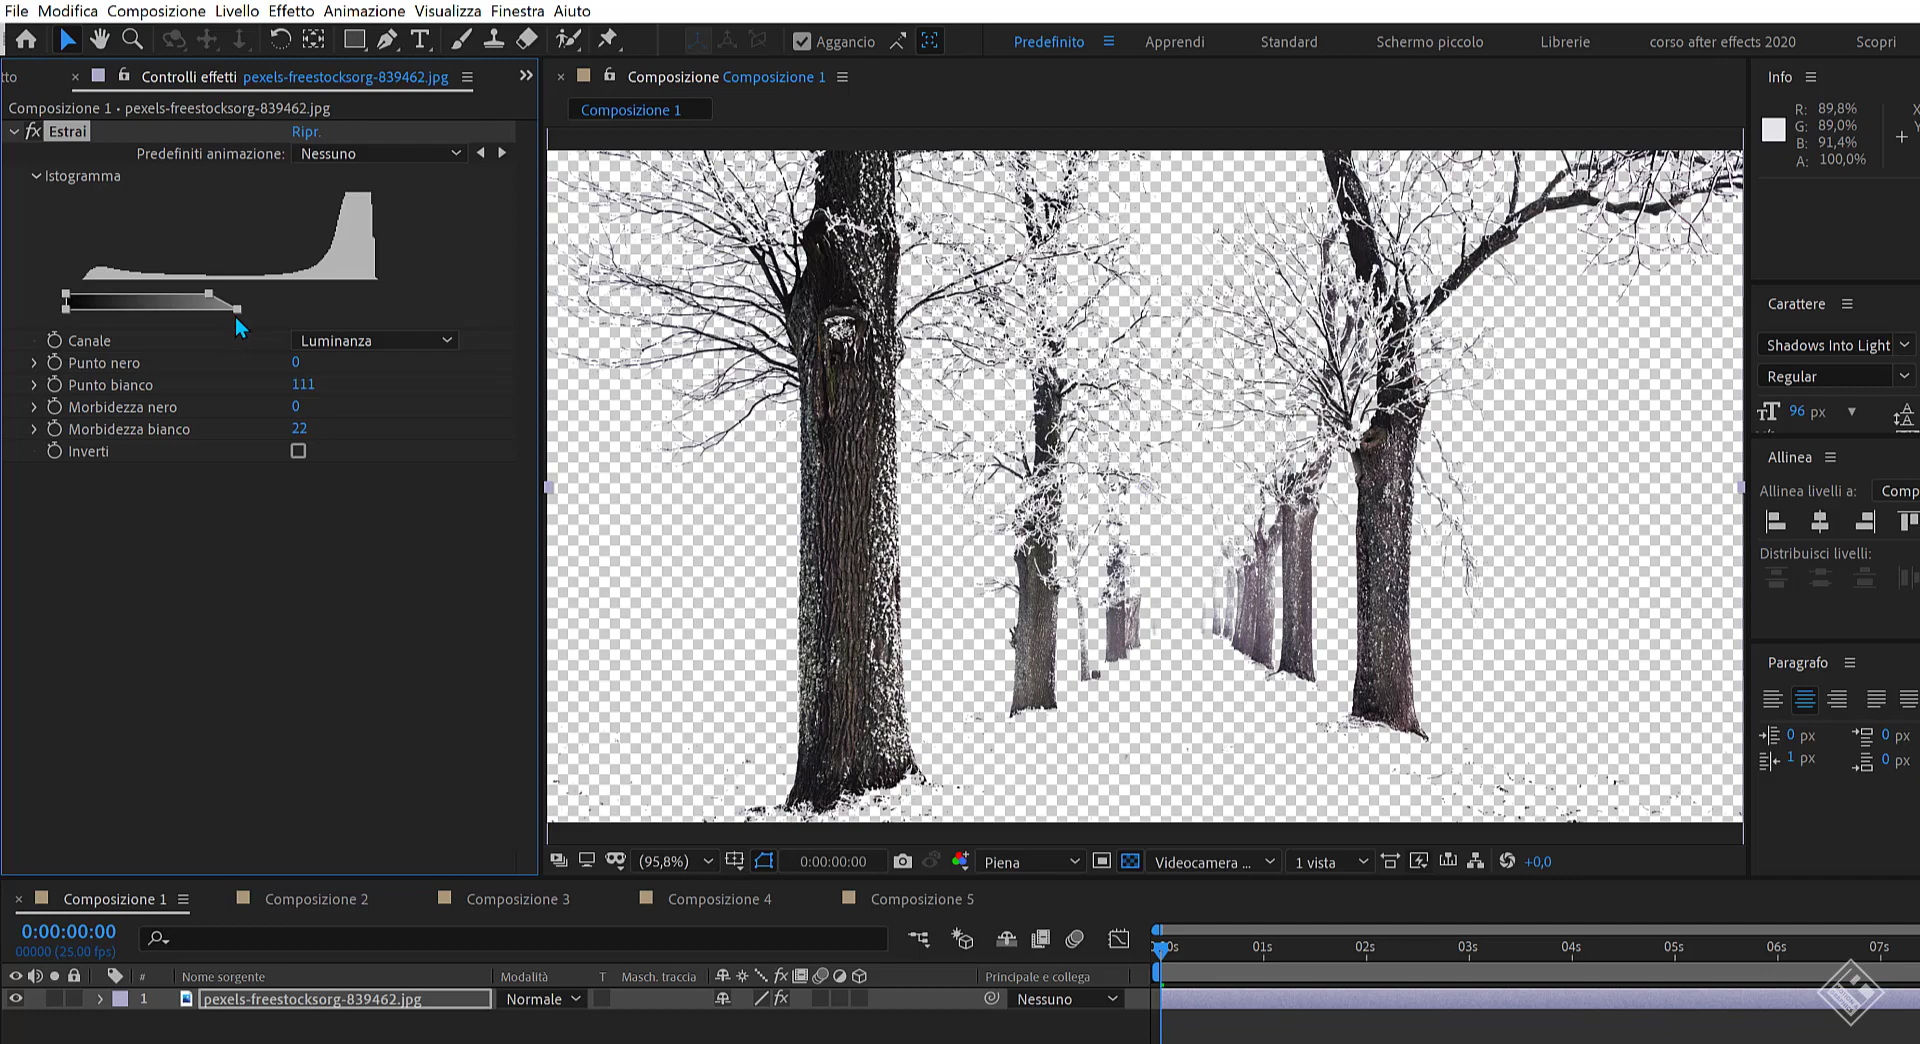 File Modifica Composizione Livello Effetto Animazione Visualizza Finestra Aiuto
Aggancio
Predefinito
Apprendi
Standard
Schermo piccolo
Librerie
corso after effects 2020
Scopri
tto
Controlli effetti pexels-freestocksorg-839462.jpg
Composizione 1 • pexels-freestocksorg-839462.jpg
fx Estrai Ripr.
Predefiniti animazione: Nessuno
Istogramma
Canale Luminanza
Punto nero 0
Punto bianco 111
Morbidezza nero 0
Morbidezza bianco 22
Inverti
Composizione Composizione 1
Composizione 1
(95,8%)
0:00:00:00
Piena
Videocamera ...
1 vista
+0,0
Info
R: 89,8%
G: 89,0%
B: 91,4%
A: 100,0%
X
Y
Carattere
Shadows Into Light
Regular
96 px
Allinea
Allinea livelli a: Comp
Distribuisci livelli:
Paragrafo
0 px
0 px
1 px
0 px
Composizione 1
Composizione 2
Composizione 3
Composizione 4
Composizione 5
0:00:00:00
00000 (25.00 fps)
# Nome sorgente Modalità T Masch. traccia fx Principale e collega
1 pexels-freestocksorg-839462.jpg Normale fx Nessuno
0s 01s 02s 03s 04s 05s 06s 07s